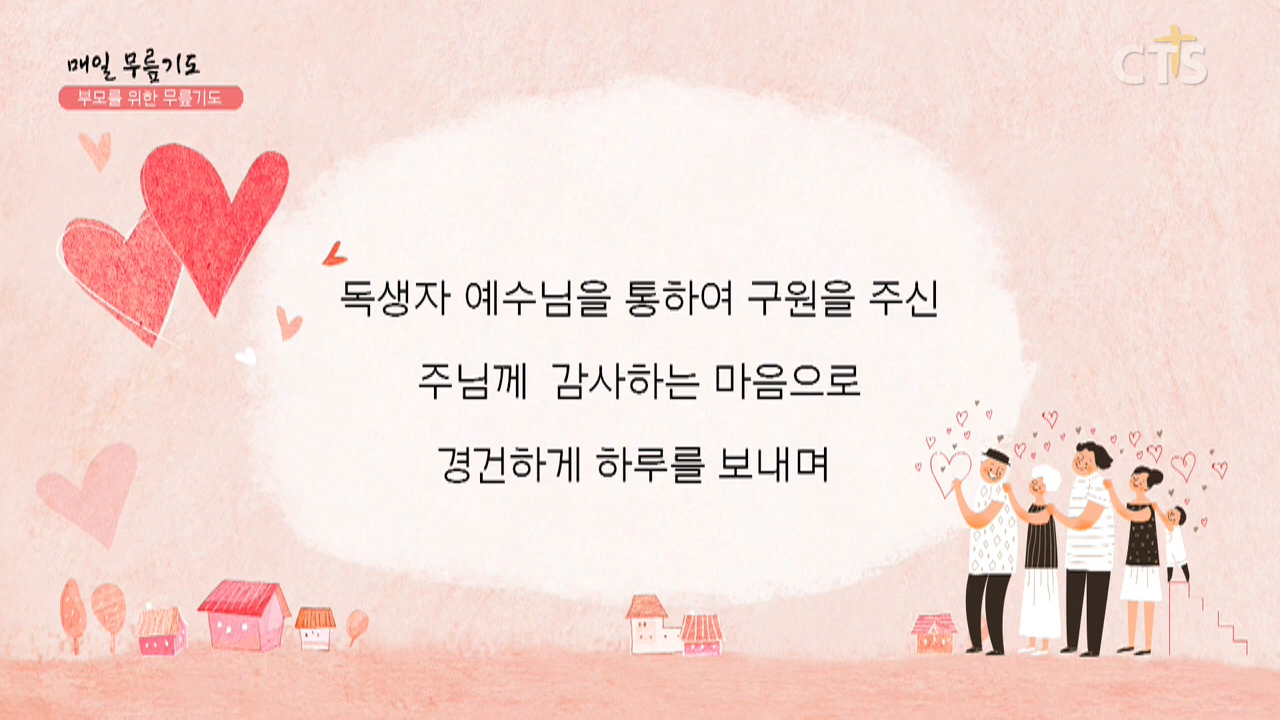 매일 무릎기도
부모를 위한 무릎기도
CTS
독생자 예수님을 통하여 구원을 주신
주님께 감사하는 마음으로
경건하게 하루를 보내며